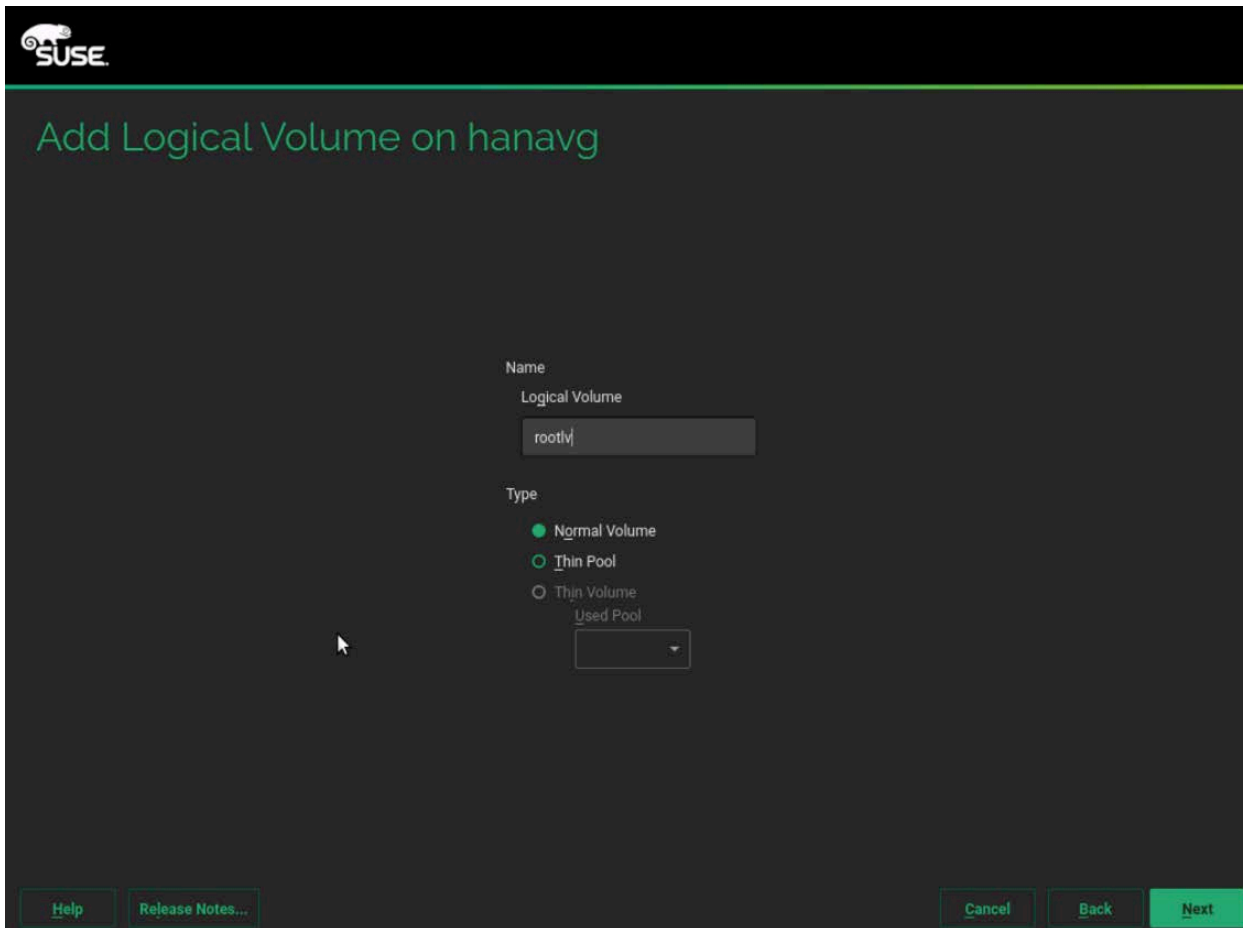 SUSE.
Add Logical Volume on hanavg
Name
Logical Volume
rootlv
Type
Normal Volume
Thin Pool
Thin Volume
Used Pool
Help
Release Notes...
Cancel
Back
Next